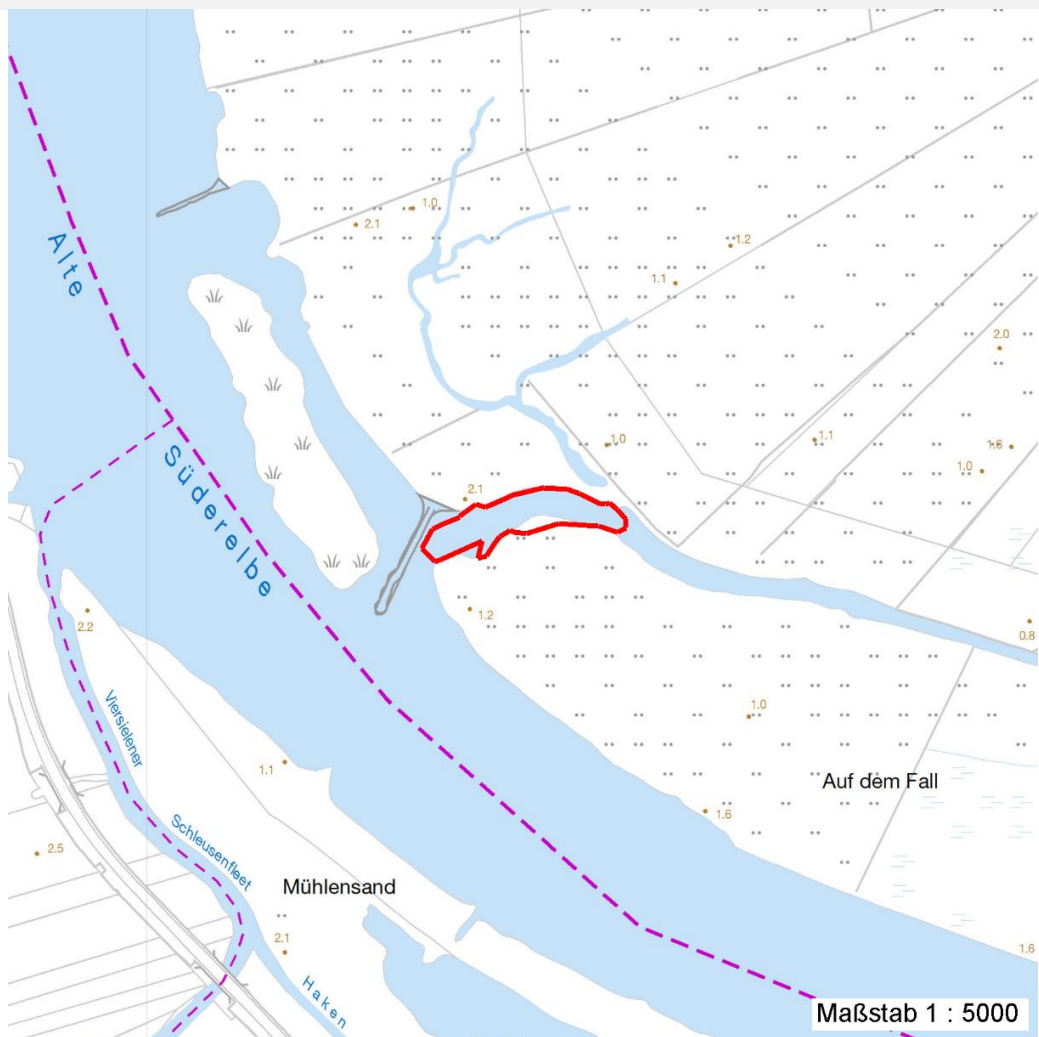 1.0
2.1
1.2
1.1
Alte
2.0
Süderelbe
1.0
1.1
1.6
1.0
2.1
2.2
1.2
0.8
Viersielener
1.0
1.1
Auf dem Fall
1.6
Schleusenfleet
2.5
Mühlensand
2.1
1.6
Haken
Maßstab 1 : 5000